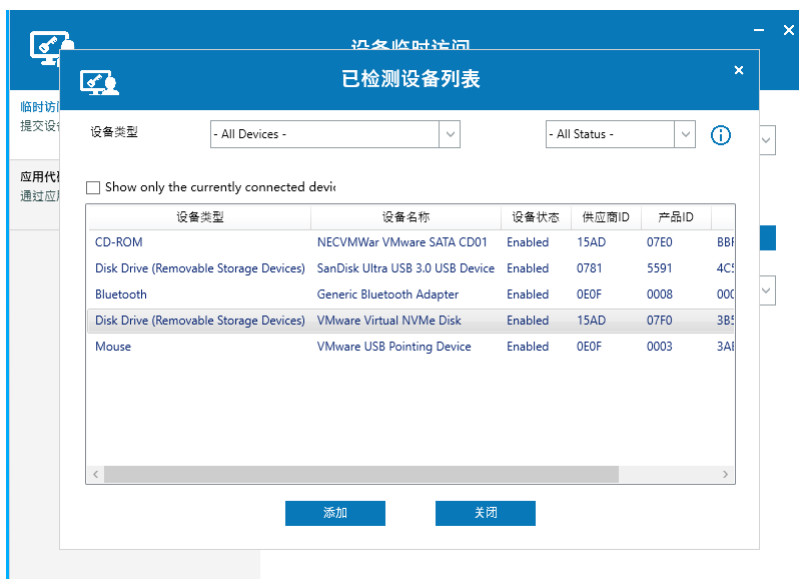 设备临时访问
已检测设备列表
临时访
提交设
应用代
通过应
设备类型
- All Devices -
- All Status -
Show only the currently connected devic
设备类型 设备名称 设备状态 供应商ID 产品ID
CD-ROM NECVMWar VMware SATA CD01 Enabled 15AD 07E0 BBF
Disk Drive (Removable Storage Devices) SanDisk Ultra USB 3.0 USB Device Enabled 0781 5591 4C5
Bluetooth Generic Bluetooth Adapter Enabled 0E0F 0008 000
Disk Drive (Removable Storage Devices) VMware Virtual NVMe Disk Enabled 15AD 07F0 3B5
Mouse VMware USB Pointing Device Enabled 0E0F 0003 3AE
添加 关闭